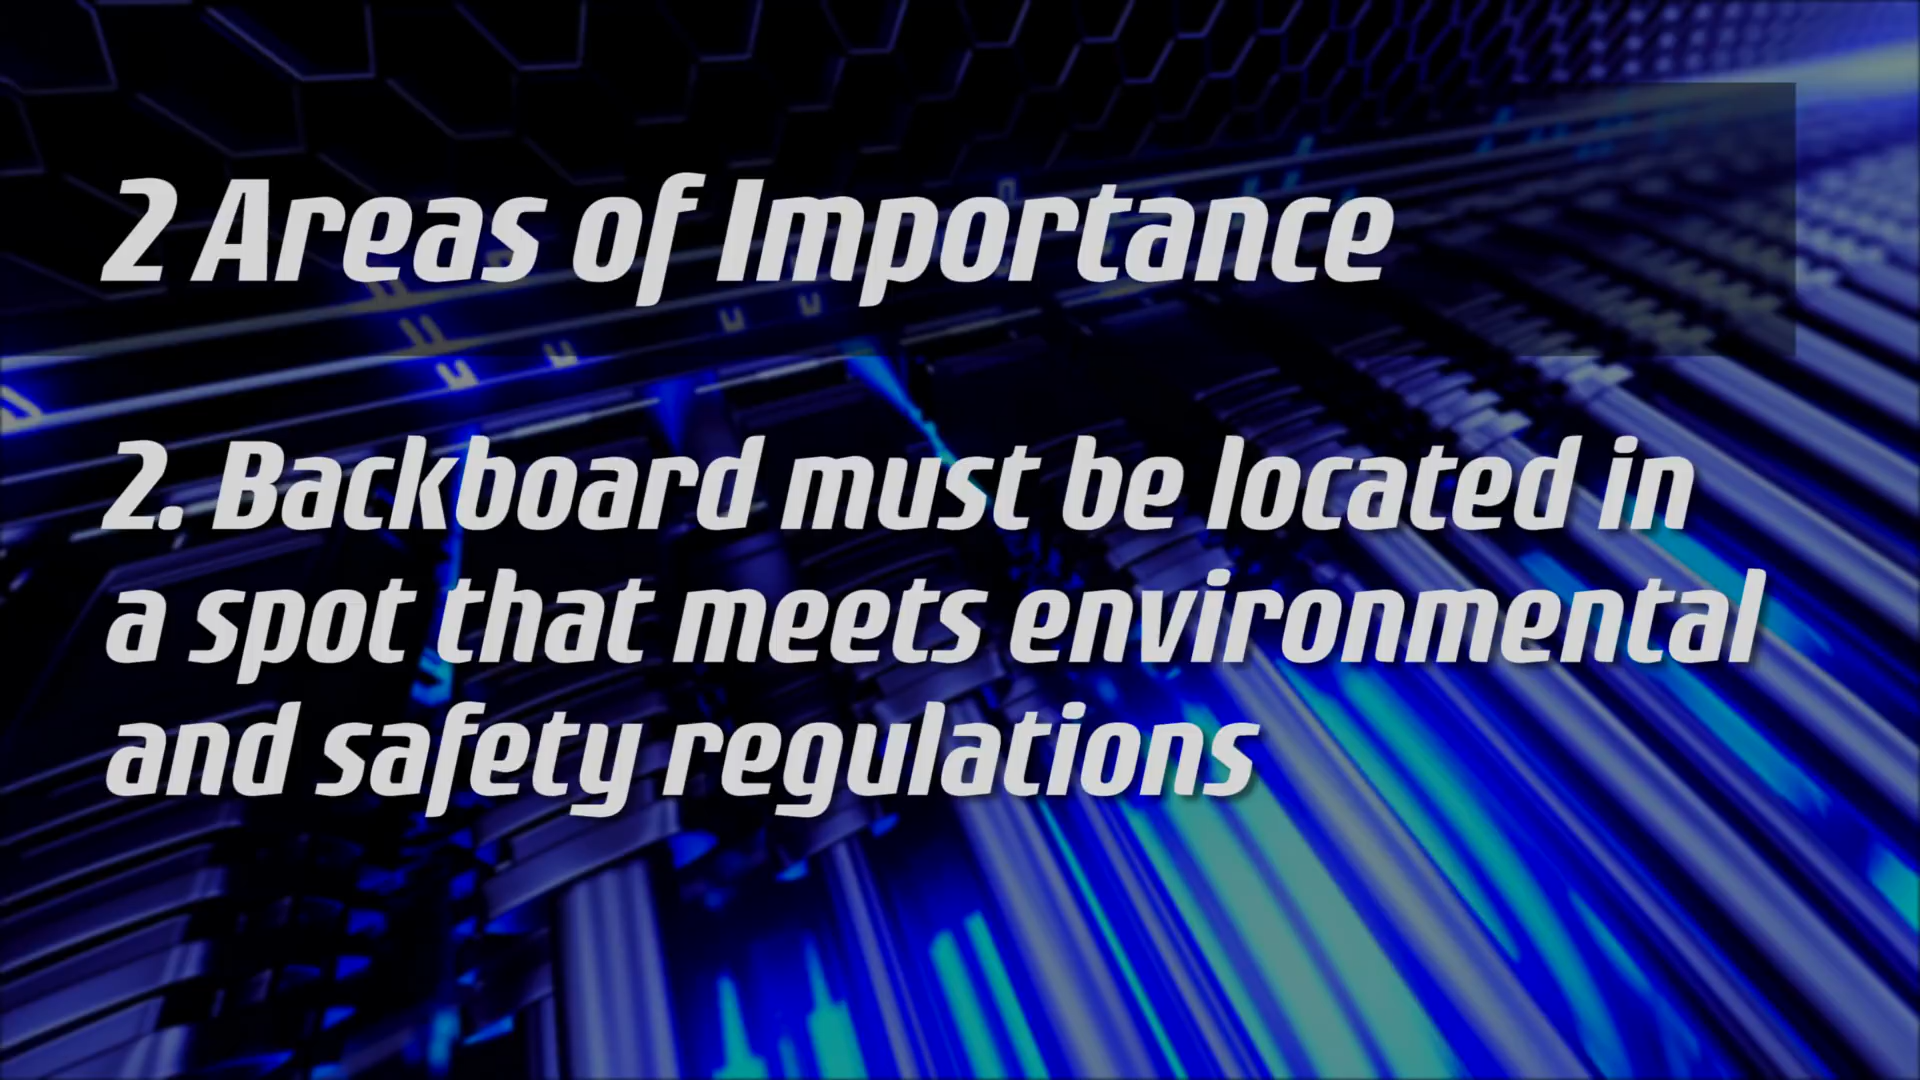 2 Areas of Importance
2. Backboard must be located in
a spot that meets environmental
and safety regulations